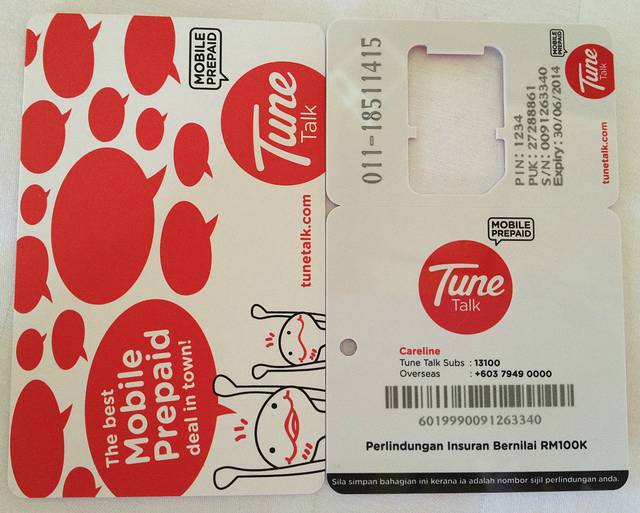 MOBILE
PREPAID
Tune
Talk
tunetalk.com
The best
Mobile
Prepaid
deal in town!
011-18511415
PIN: 1234
PUK: 27288861
S/N: 0091263340
Expiry: 30/06/2014
MOBILE
PREPAID
Tune
Talk
tunetalk.com
MOBILE
PREPAID
Tune
Talk
Careline
Tune Talk Subs : 13100
Overseas : +603 7949 0000
6019990091263340
Perlindungan Insuran Bernilai RM100K
Sila simpan bahagian ini kerana ia adalah nombor sijil perlindungan anda.